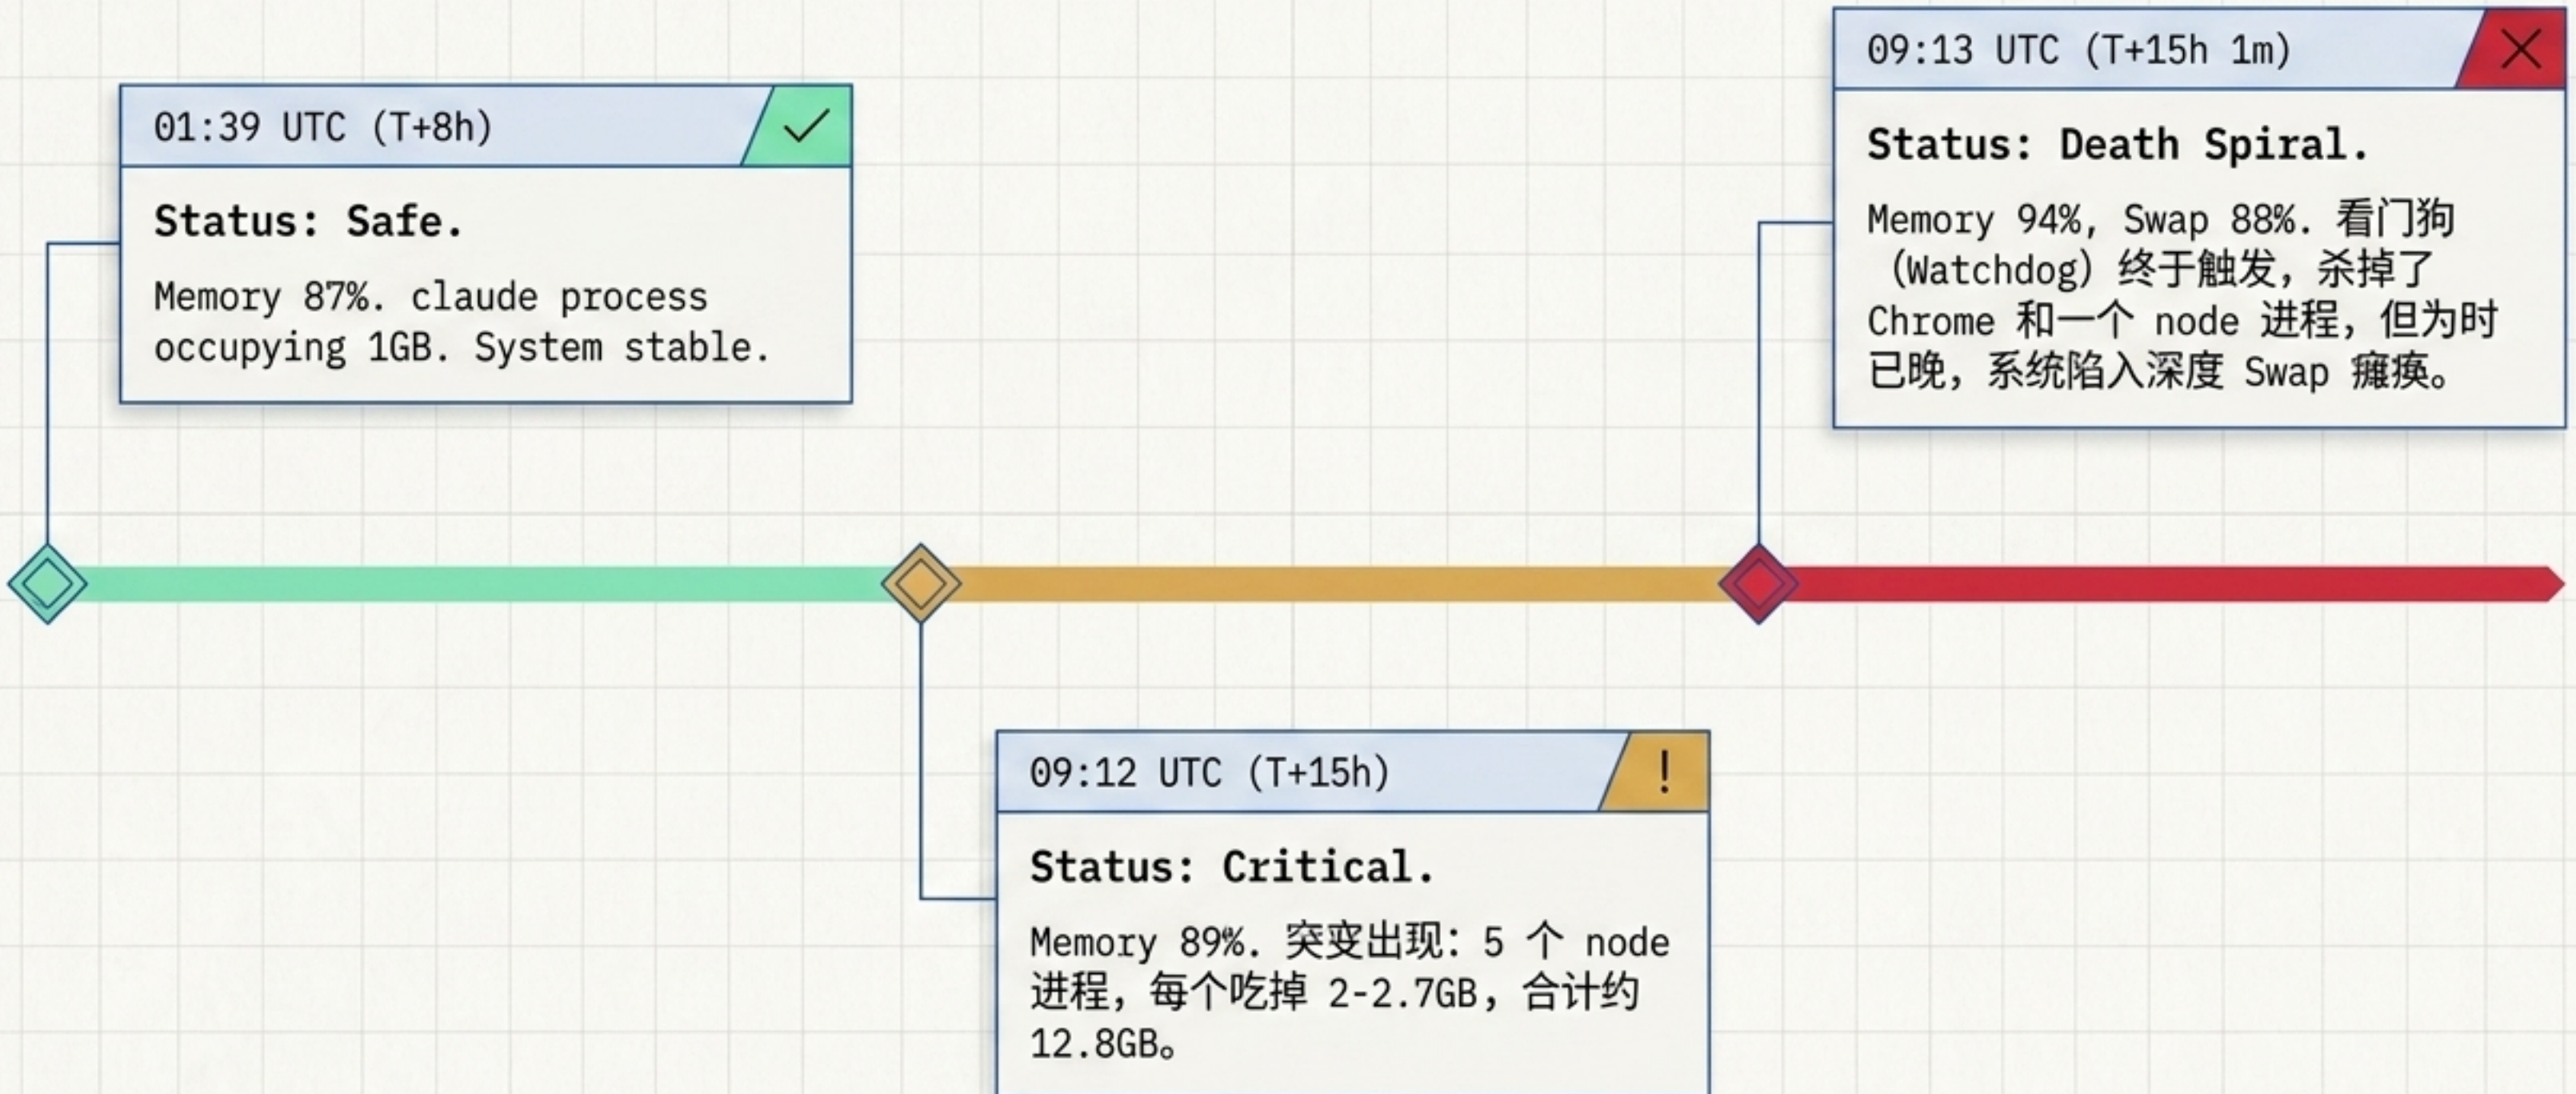 01:39 UTC (T+8h)
Status: Safe.
Memory 87%. claude process
occupying 1GB. System stable.
09:12 UTC (T+15h)
!
Status: Critical.
Memory 89%. 突变出现：5 个 node
进程，每个吃掉 2-2.7GB，合计约
12.8GB。
09:13 UTC (T+15h 1m)
Status: Death Spiral.
Memory 94%, Swap 88%. 看门狗
（Watchdog）终于触发，杀掉了
Chrome 和一个 node 进程，但为时
已晚，系统陷入深度 Swap 瘫痪。